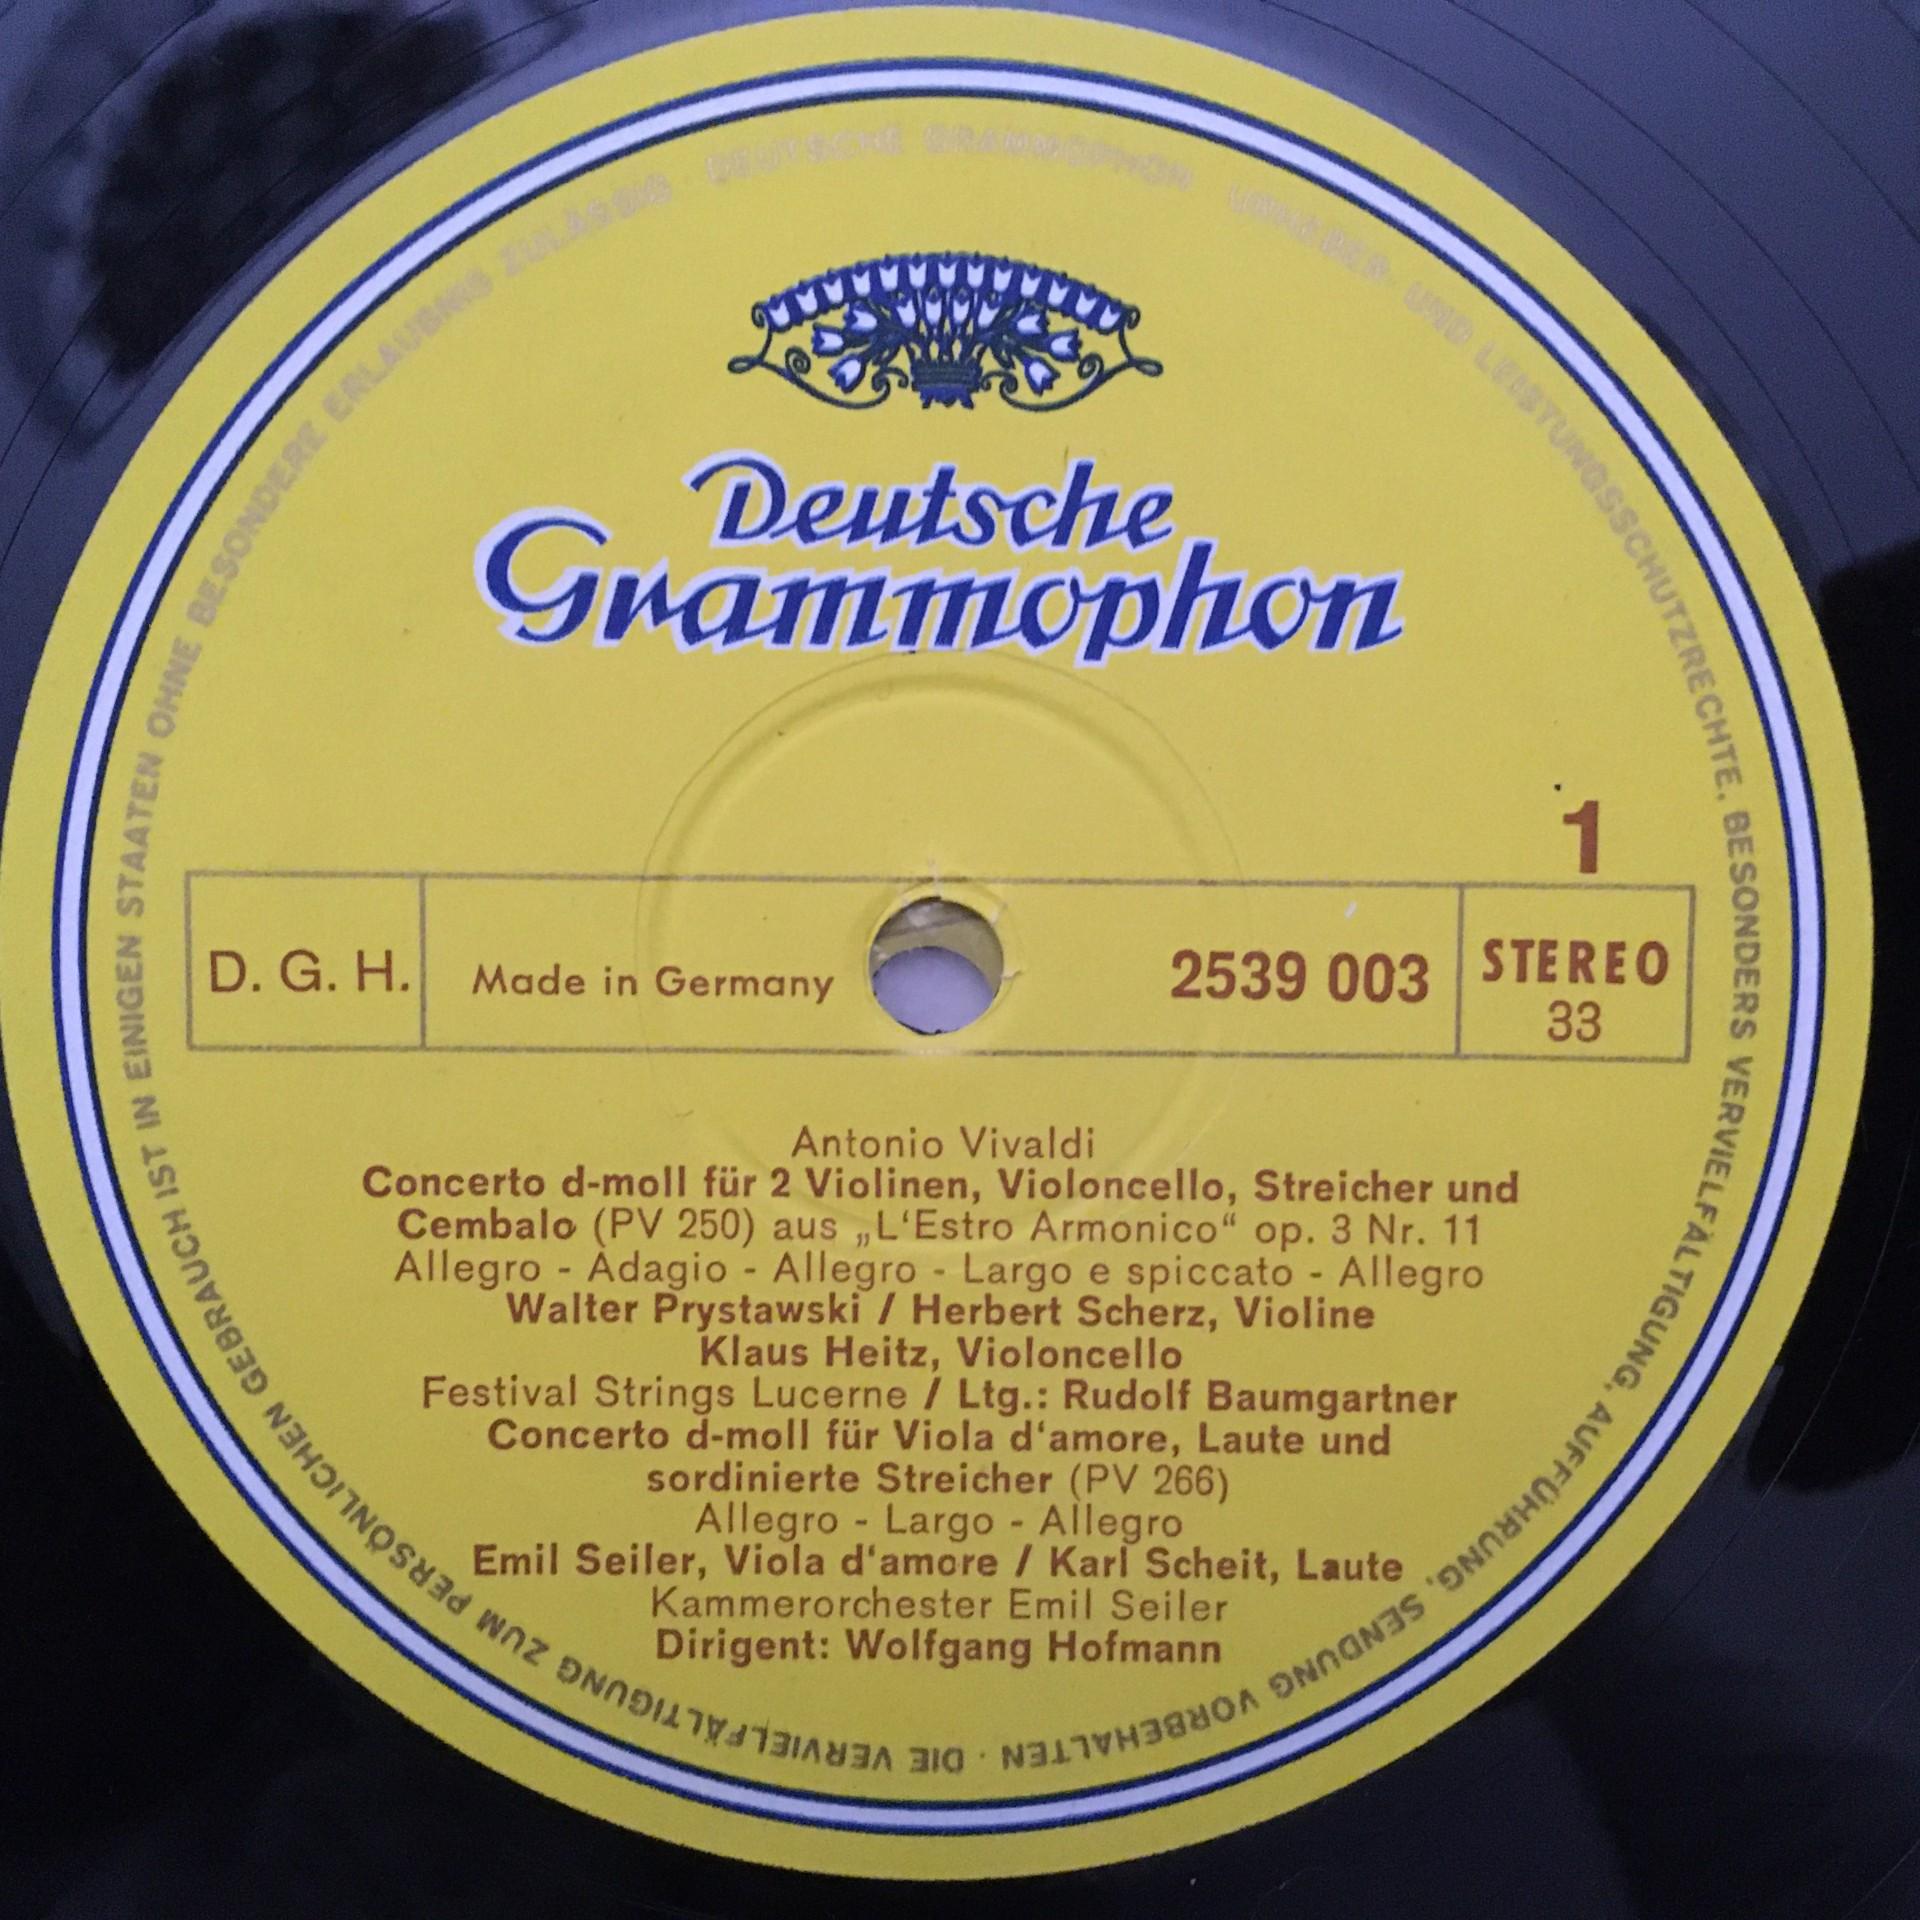 DEUTSCHE GRAMMOPHON · URHEBER- UND LEISTUNGSSCHUTZRECHTE, BESONDERS VERVIELFÄLTIGUNG, AUFFÜHRUNG, SENDUNG VORBEHALTEN · DIE VERVIELFÄLTIGUNG ZUM PERSÖNLICHEN GEBRAUCH IST IN EINIGEN STAATEN OHNE BESONDERE ERLAUBNIS ZULÄSSIG ·
Deutsche
Grammophon
1
D. G. H. Made in Germany 2539 003 STEREO
33
Antonio Vivaldi
Concerto d-moll für 2 Violinen, Violoncello, Streicher und
Cembalo (PV 250) aus „L‘Estro Armonico“ op. 3 Nr. 11
Allegro - Adagio - Allegro - Largo e spiccato - Allegro
Walter Prystawski / Herbert Scherz, Violine
Klaus Heitz, Violoncello
Festival Strings Lucerne / Ltg.: Rudolf Baumgartner
Concerto d-moll für Viola d‘amore, Laute und
sordinierte Streicher (PV 266)
Allegro - Largo - Allegro
Emil Seiler, Viola d‘amore / Karl Scheit, Laute
Kammerorchester Emil Seiler
Dirigent: Wolfgang Hofmann